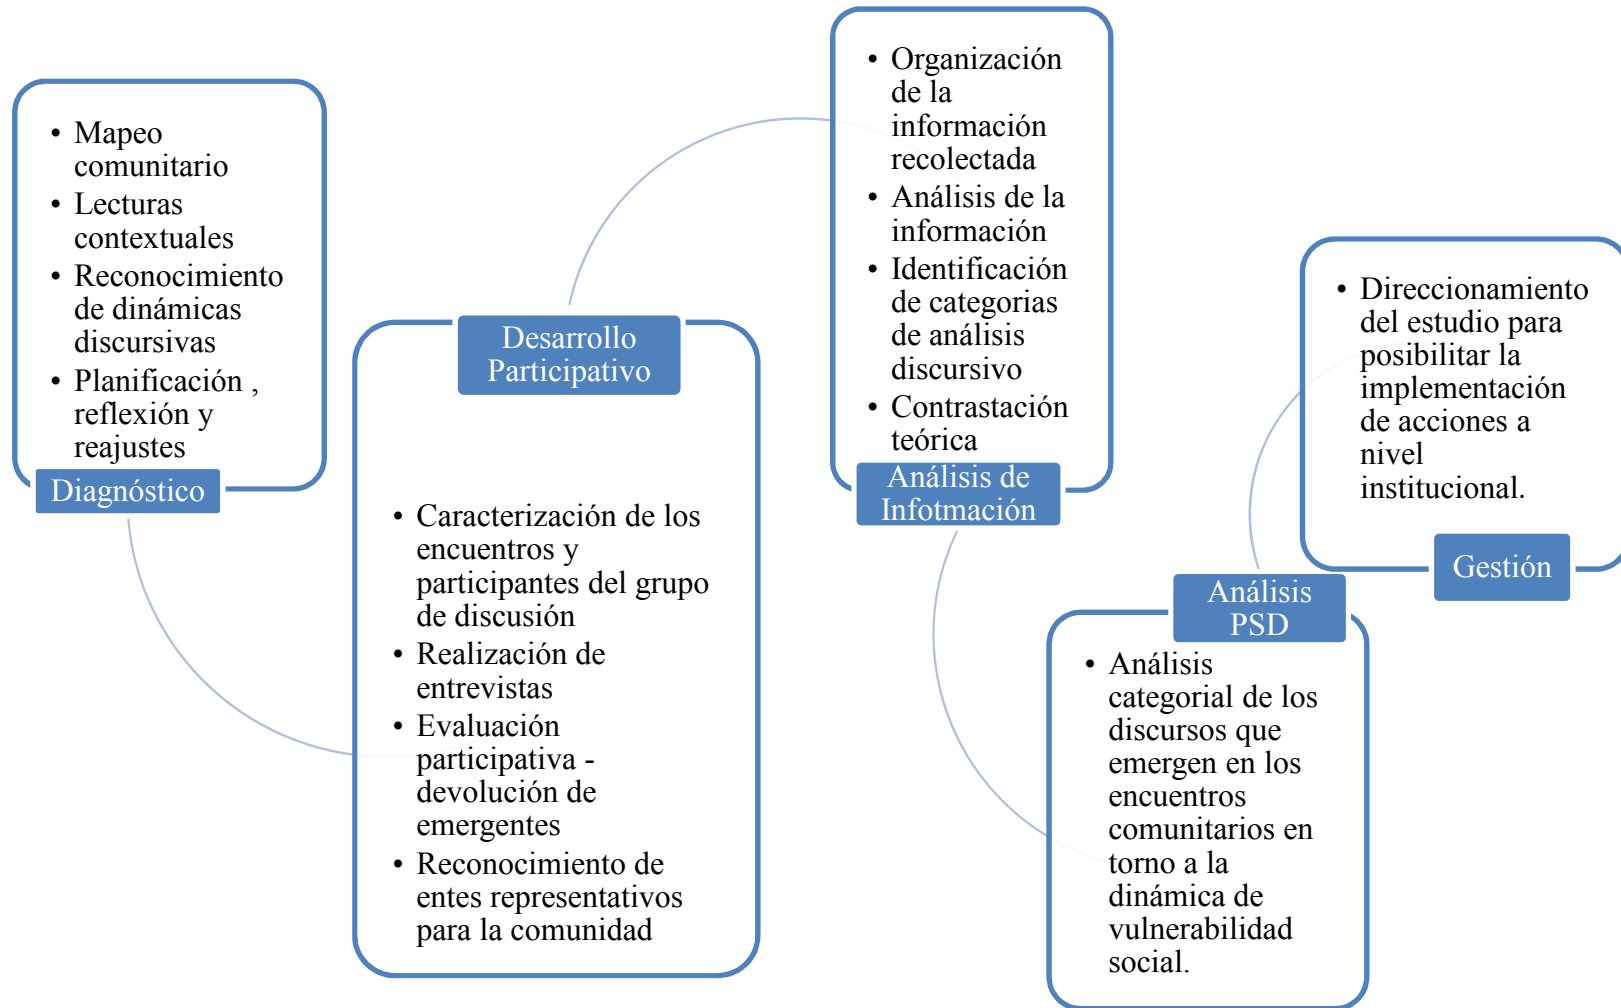 • Mapeo
comunitario
• Lecturas
contextuales
• Reconocimiento
de dinámicas
discursivas
• Planificación ,
reflexión y
reajustes
Diagnóstico
Desarrollo
Participativo
• Caracterización de los
encuentros y
participantes del grupo
de discusión
• Realización de
entrevistas
• Evaluación
participativa -
devolución de
emergentes
• Reconocimiento de
entes representativos
para la comunidad
• Organización
de la
información
recolectada
• Análisis de la
información
• Identificación
de categorias
de análisis
discursivo
• Contrastación
teórica
Análisis de
Infotmación
Análisis
PSD
• Análisis
categorial de los
discursos que
emergen en los
encuentros
comunitarios en
torno a la
dinámica de
vulnerabilidad
social.
• Direccionamiento
del estudio para
posibilitar la
implementación
de acciones a
nivel
institucional.
Gestión